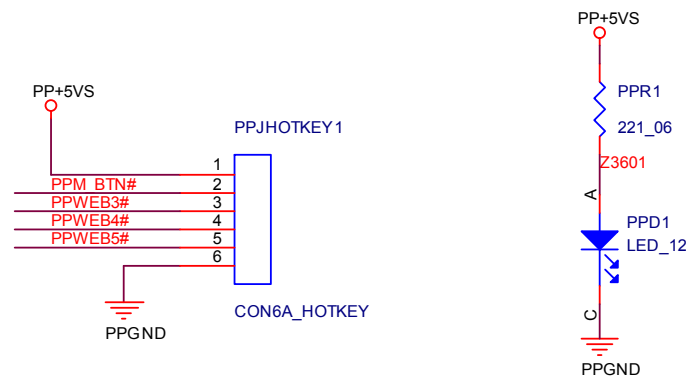 PP+5VS
PPJHOTKEY1
1
PPM_BTN# 2
PPWEB3# 3
PPWEB4# 4
PPWEB5# 5
6
CON6A_HOTKEY
PPGND
PP+5VS
PPR1
221_06
Z3601
A
PPD1
LED_12
C
PPGND